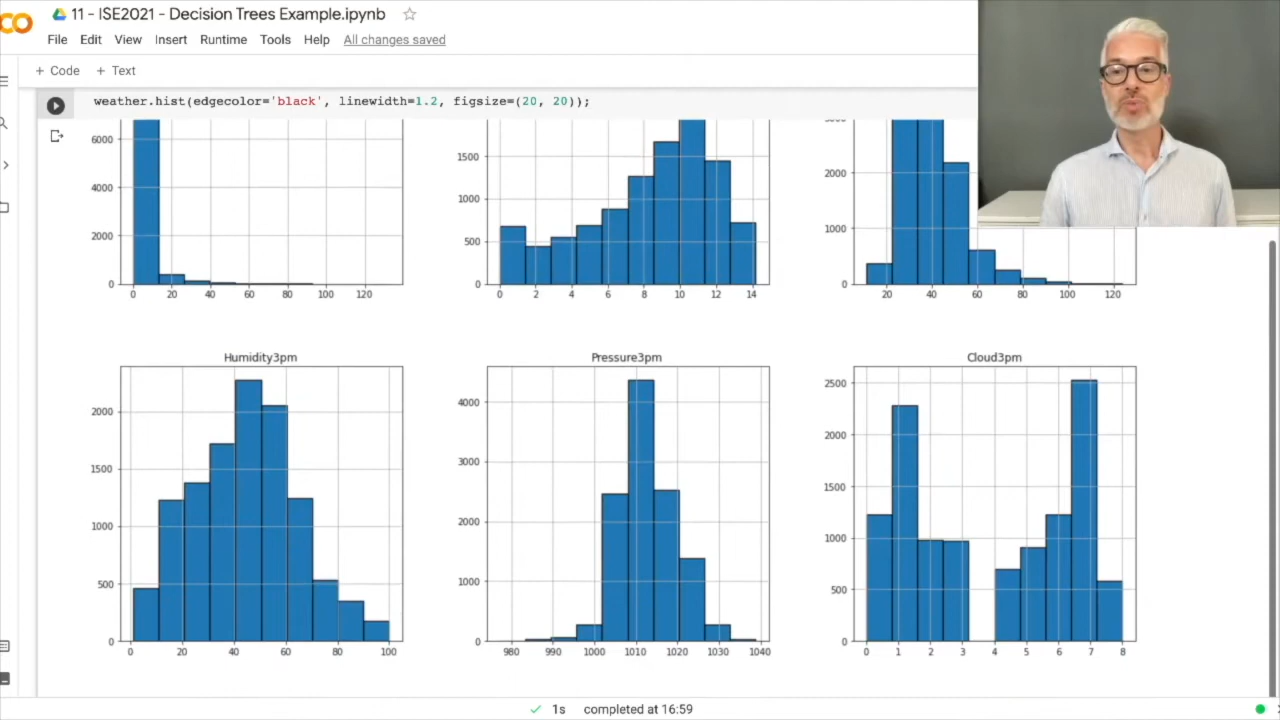 CO
11 - ISE2021 - Decision Trees Example.ipynb
File Edit View Insert Runtime Tools Help All changes saved
+ Code + Text
weather.hist(edgecolor='black', linewidth=1.2, figsize=(20, 20));
6000
4000
2000
0
0 20 40 60 80 100 120
1500
1000
500
0
0 2 4 6 8 10 12 14
2000
1000
0
20 40 60 80 100 120
Humidity3pm
2000
1500
1000
500
0
0 20 40 60 80 100
Pressure3pm
4000
3000
2000
1000
0
980 990 1000 1010 1020 1030 1040
Cloud3pm
2500
2000
1500
1000
500
0
0 1 2 3 4 5 6 7 8
1s completed at 16:59